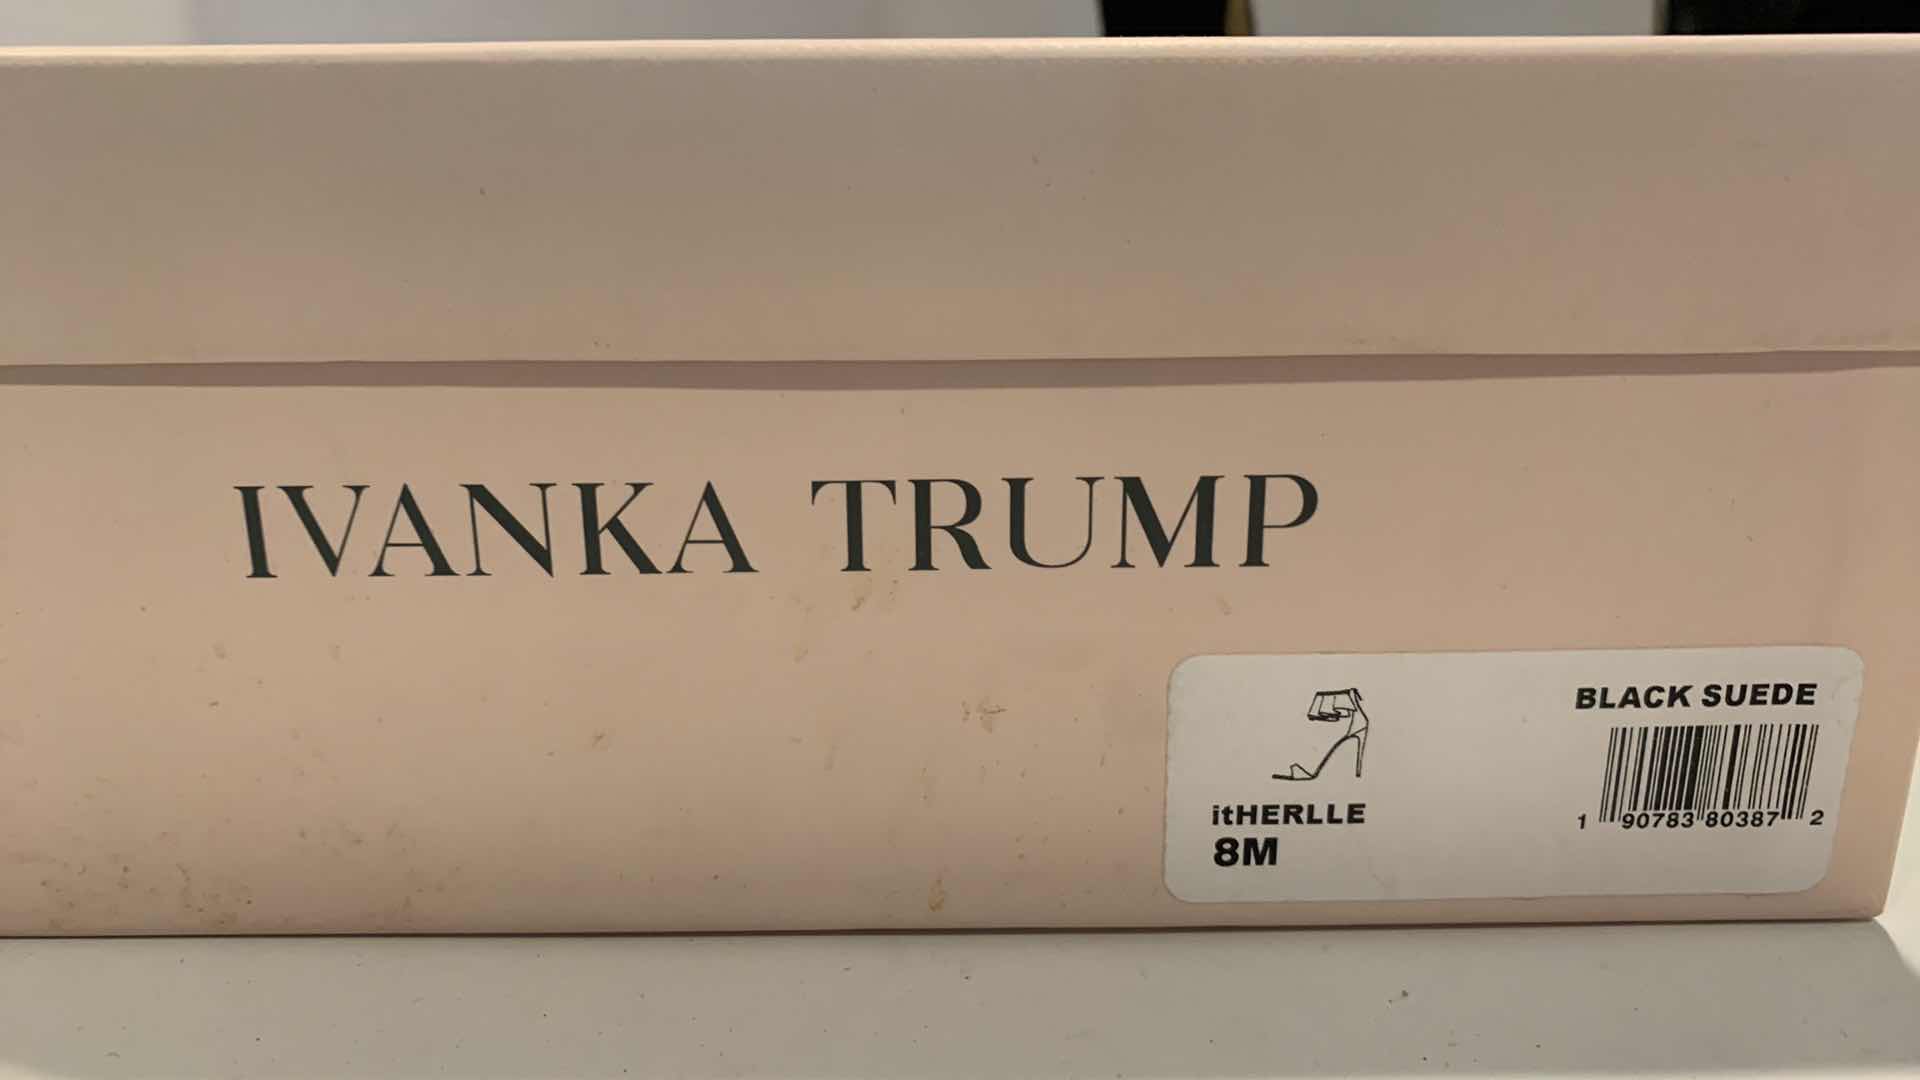 IVANKA TRUMP
BLACK SUEDE
itHERLLE
8M
1 90783 80387 2